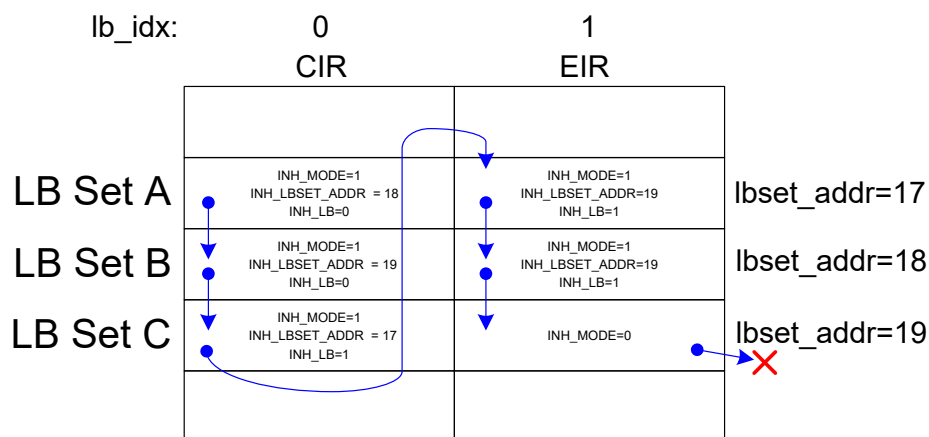 lb_idx: 0 1
CIR EIR
LB Set A
INH_MODE=1
INH_LBSET_ADDR = 18
INH_LB=0
INH_MODE=1
INH_LBSET_ADDR=19
INH_LB=1
lbset_addr=17
LB Set B
INH_MODE=1
INH_LBSET_ADDR = 19
INH_LB=0
INH_MODE=1
INH_LBSET_ADDR=19
INH_LB=1
lbset_addr=18
LB Set C
INH_MODE=1
INH_LBSET_ADDR = 17
INH_LB=1
INH_MODE=0
lbset_addr=19